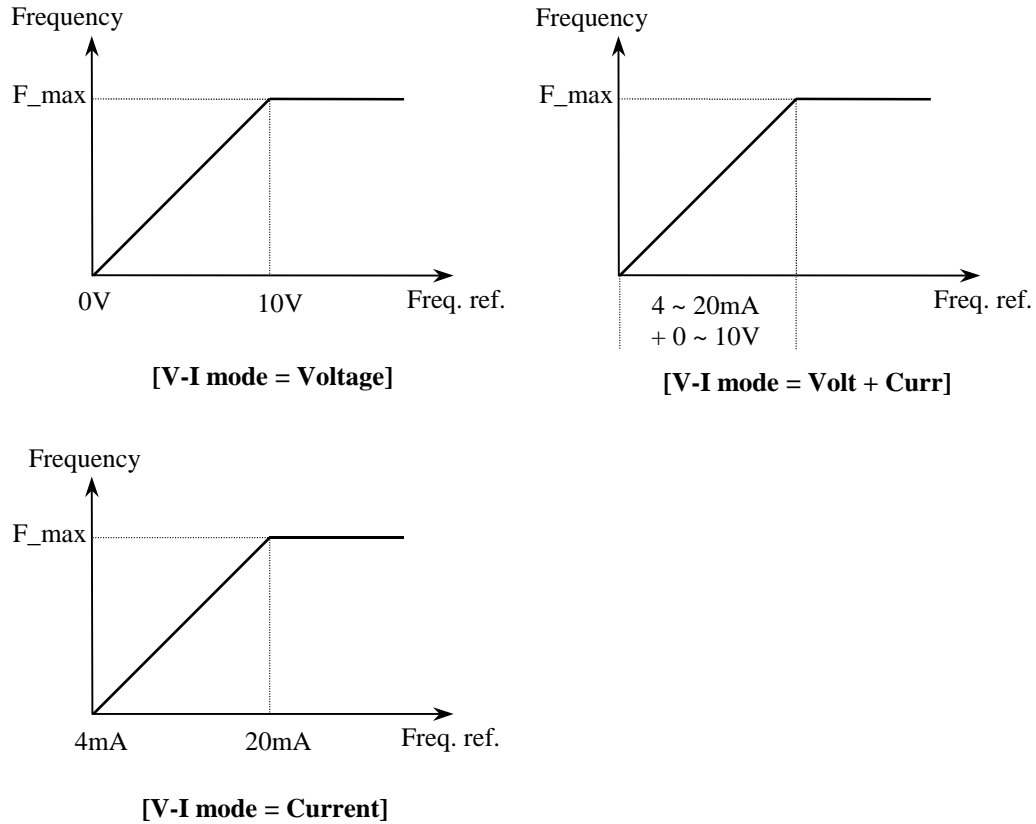 Frequency
F_max
0V
10V
Freq. ref.
[V-I mode = Voltage]
Frequency
F_max
4 ~ 20mA
+ 0 ~ 10V
Freq. ref.
[V-I mode = Volt + Curr]
Frequency
F_max
4mA
20mA
Freq. ref.
[V-I mode = Current]